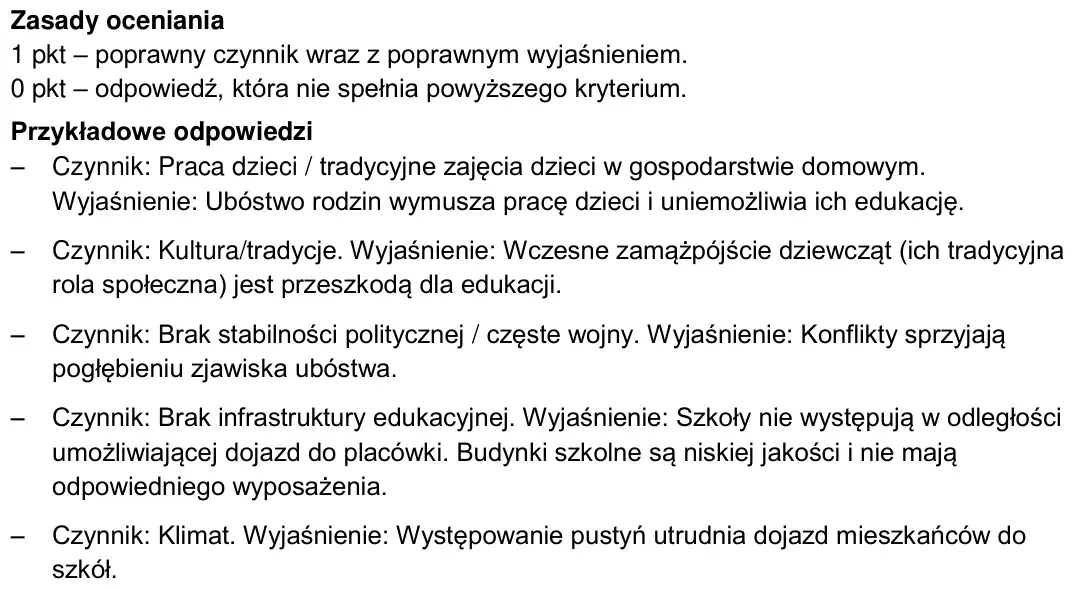 Zasady oceniania
1 pkt – poprawny czynnik wraz z poprawnym wyjaśnieniem.
0 pkt – odpowiedź, która nie spełnia powyższego kryterium.
Przykładowe odpowiedzi
– Czynnik: Praca dzieci / tradycyjne zajęcia dzieci w gospodarstwie domowym.
Wyjaśnienie: Ubóstwo rodzin wymusza pracę dzieci i uniemożliwia ich edukację.
– Czynnik: Kultura/tradycje. Wyjaśnienie: Wczesne zamążpójście dziewcząt (ich tradycyjna
rola społeczna) jest przeszkodą dla edukacji.
– Czynnik: Brak stabilności politycznej / częste wojny. Wyjaśnienie: Konflikty sprzyjają
pogłębieniu zjawiska ubóstwa.
– Czynnik: Brak infrastruktury edukacyjnej. Wyjaśnienie: Szkoły nie występują w odległości
umożliwiającej dojazd do placówki. Budynki szkolne są niskiej jakości i nie mają
odpowiedniego wyposażenia.
– Czynnik: Klimat. Wyjaśnienie: Występowanie pustyń utrudnia dojazd mieszkańców do
szkół.